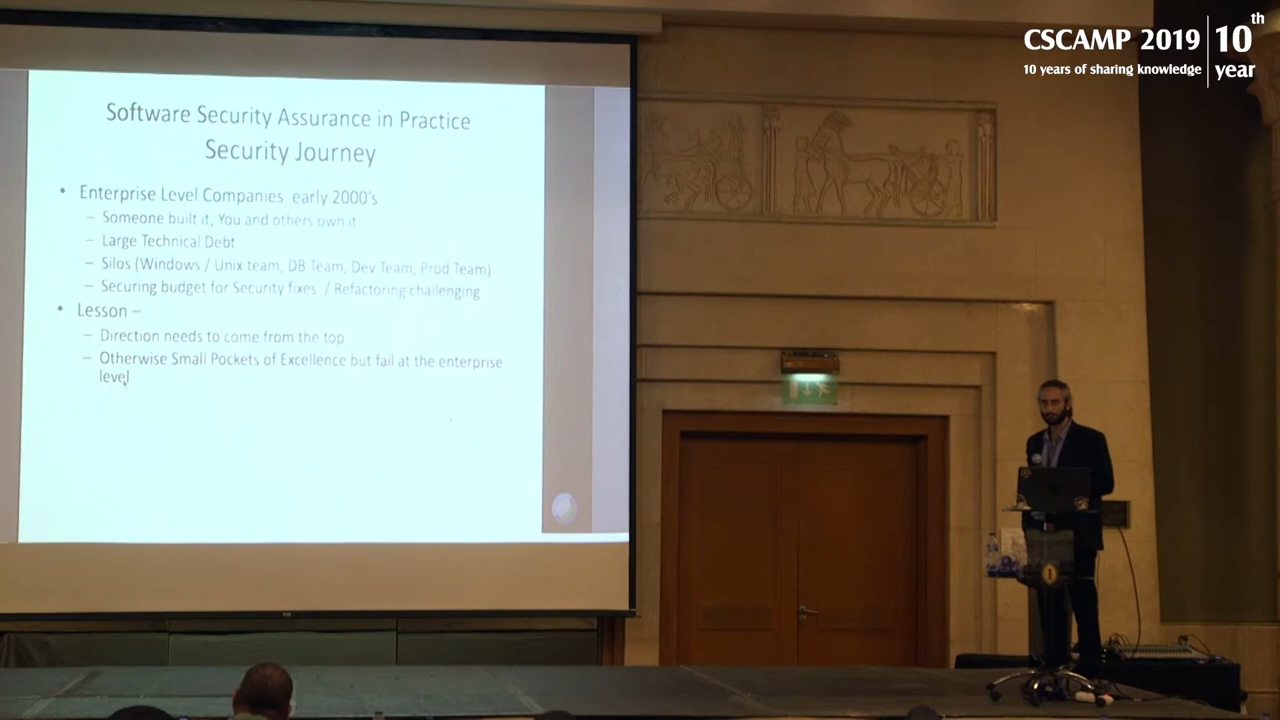 CSCAMP 2019
10 years of sharing knowledge
10th
year
Software Security Assurance in Practice
Security Journey
• Enterprise Level Companies early 2000's
– Someone built it, You and others own it
– Large Technical Debt
– Silos (Windows / Unix team, DB Team, Dev Team, Prod Team)
– Securing budget for Security fixes / Refactoring challenging
• Lesson –
– Direction needs to come from the top
– Otherwise Small Pockets of Excellence but fail at the enterprise
level